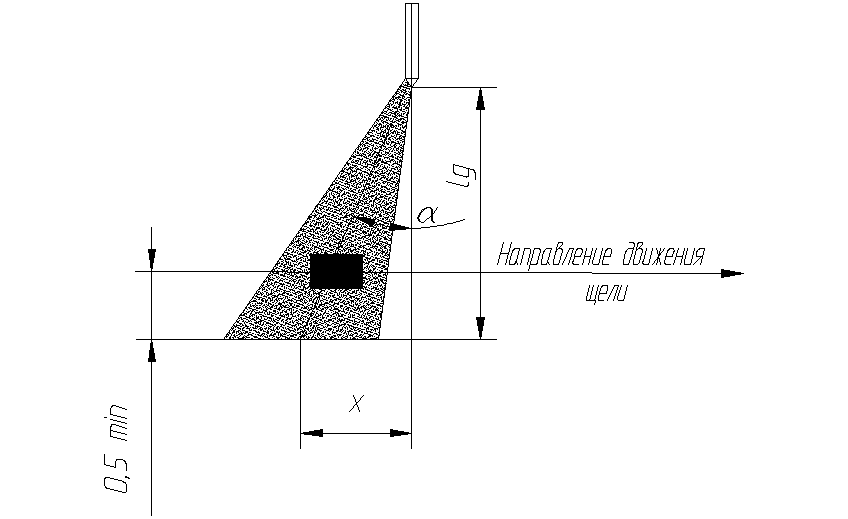 lg
α
Направление движения
щели
x
0,5 min